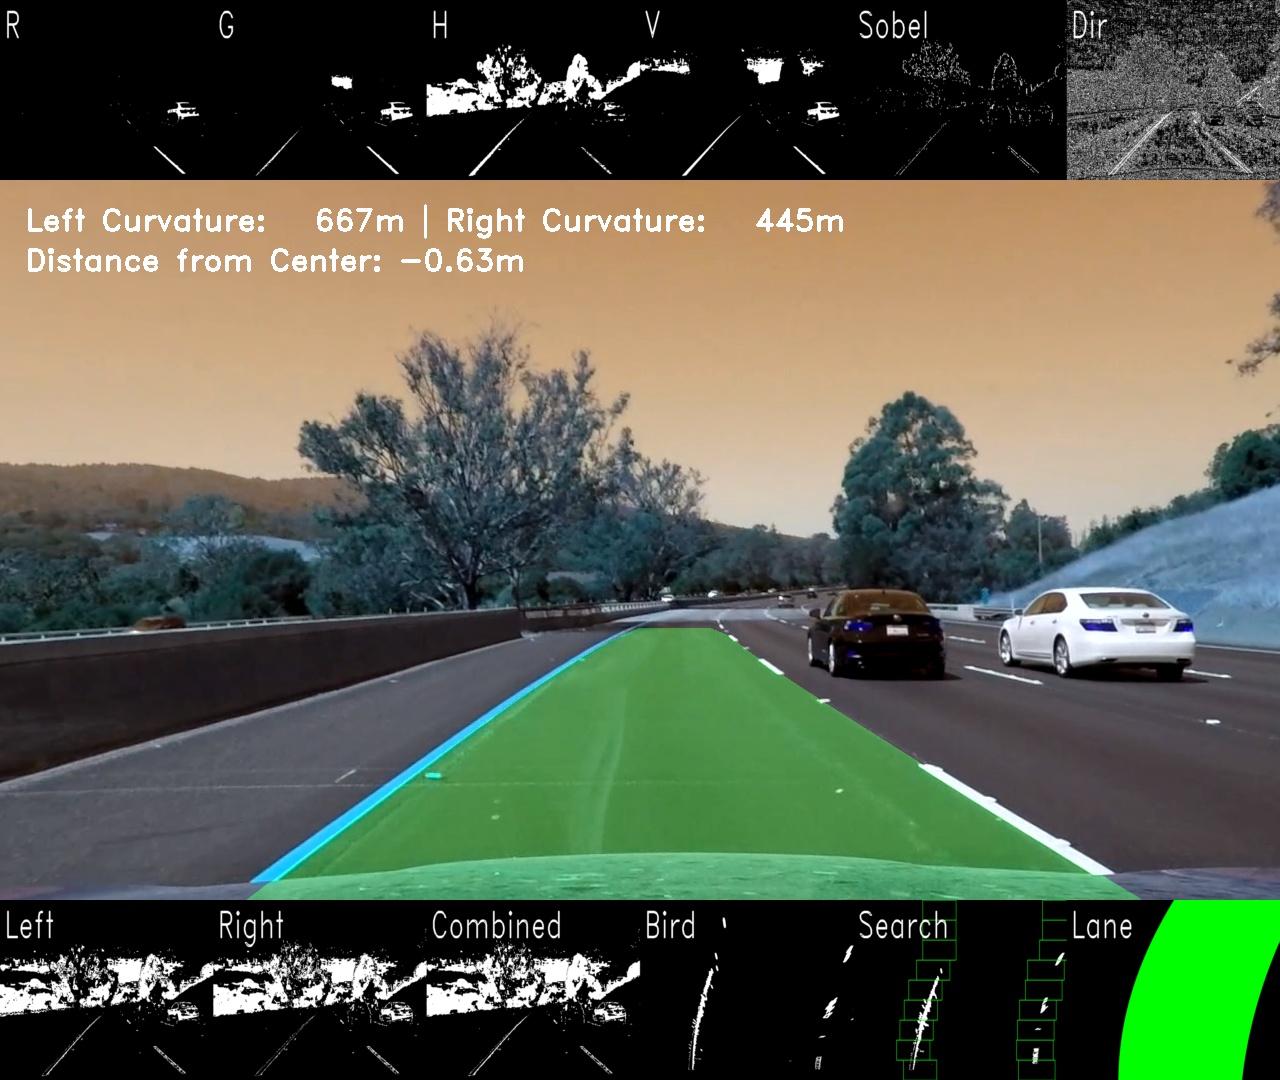 R G H V Sobel Dir
Left Curvature: 667m | Right Curvature: 445m
Distance from Center: -0.63m
Left Right Combined Bird Search Lane